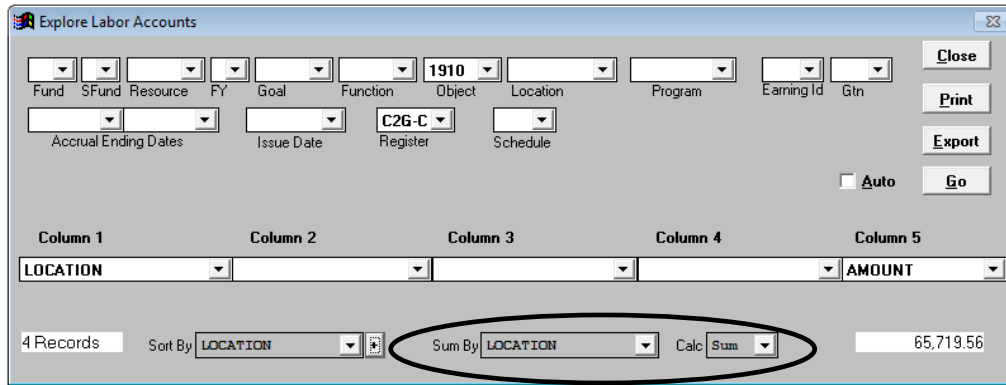 Explore Labor Accounts
1910
Fund SFund Resource FY Goal Function Object Location Program Earning Id Gtn
Close
Print
C2G-C
Accrual Ending Dates Issue Date Register Schedule
Export
Auto Go
Column 1 Column 2 Column 3 Column 4 Column 5
LOCATION AMOUNT
4 Records Sort By LOCATION + Sum By LOCATION Calc Sum 65,719.56